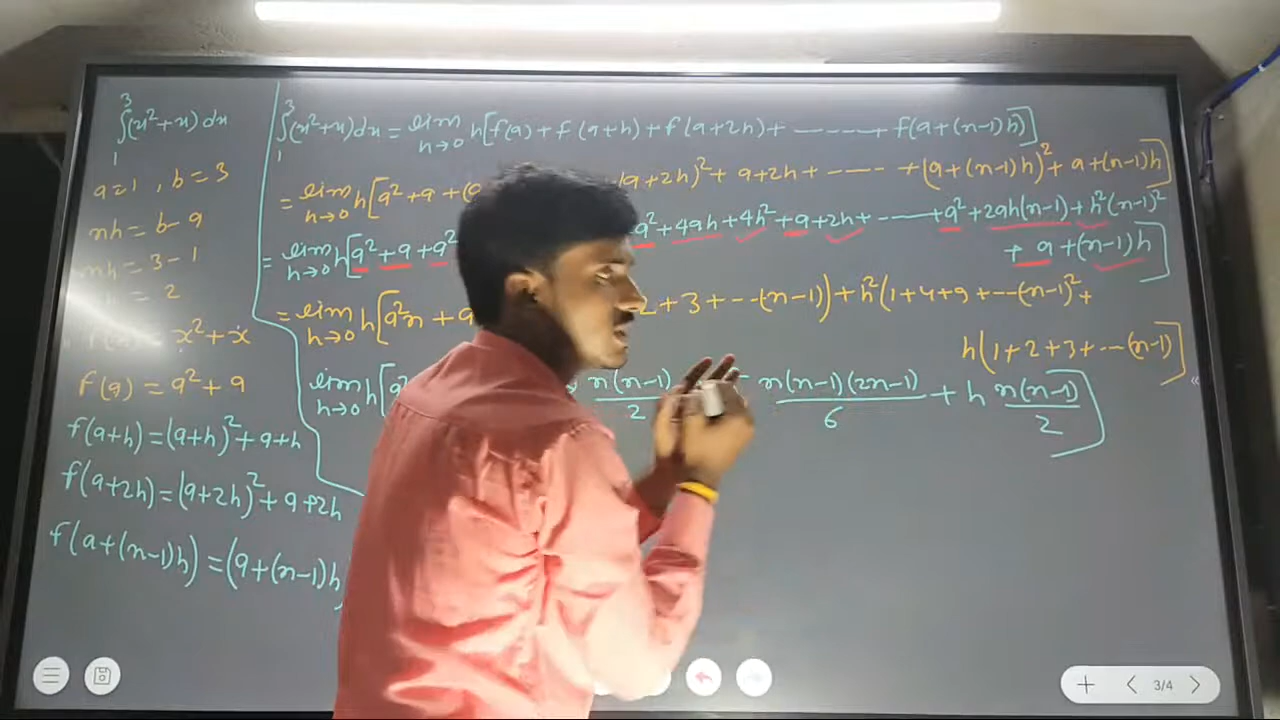 ∫₁³(x²+x)dx
a=1, b=3
nh = b-a
nh = 3-1
= 2
x²+x
f(a) = a²+a
f(a+h)=(a+h)²+a+h
f(a+2h)=(a+2h)²+a+2h
f(a+(n-1)h)=(a+(n-1)h
∫₁³(x²+x)dx = lim h→0 h[f(a)+f(a+h)+f(a+2h)+------+f(a+(n-1)h)]
= lim h→0 h[a²+a+(a a+2h)²+a+2h+------+(a+(n-1)h)²+a+(n-1)h]
= lim h→0 h[a²+a+a² a²+4ah+4h²+a+2h+------+a²+2ah(n-1)+h²(n-1)²
+a+(n-1)h]
= lim h→0 h[a²n+a 2+3+---(n-1))+h²(1+4+9+---(n-1)²+
h(1+2+3+---(n-1)]
lim h→0 h[a² n(n-1)/2 n(n-1)(2n-1)/6 + h n(n-1)/2]
3/4